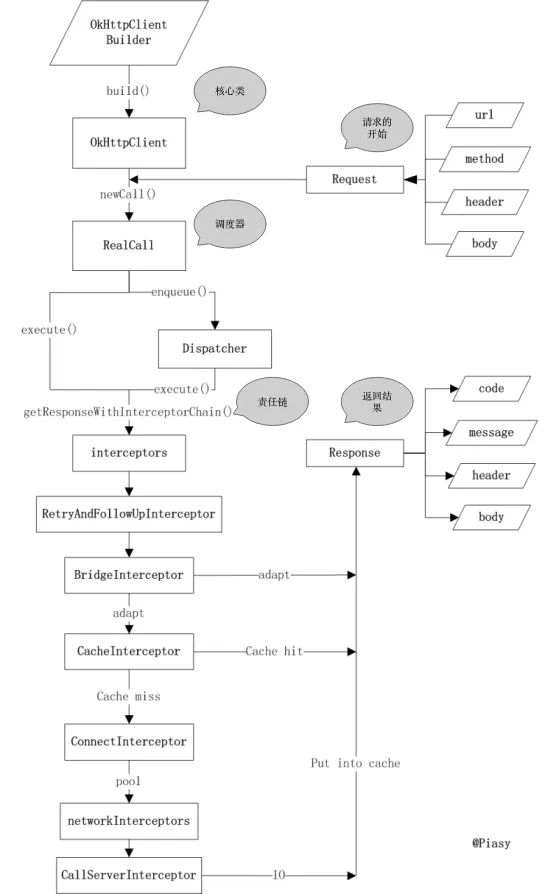 OkHttpClient
Builder
build()
核心类
OkHttpClient
请求的
开始
url
method
Request
header
body
newCall()
RealCall
调度器
enqueue()
execute()
Dispatcher
execute()
getResponseWithInterceptorChain()
责任链
返回结
果
code
message
Response
header
body
interceptors
RetryAndFollowUpInterceptor
BridgeInterceptor
adapt
adapt
CacheInterceptor
Cache hit
Cache miss
ConnectInterceptor
Put into cache
pool
networkInterceptors
@Piasy
CallServerInterceptor
IO